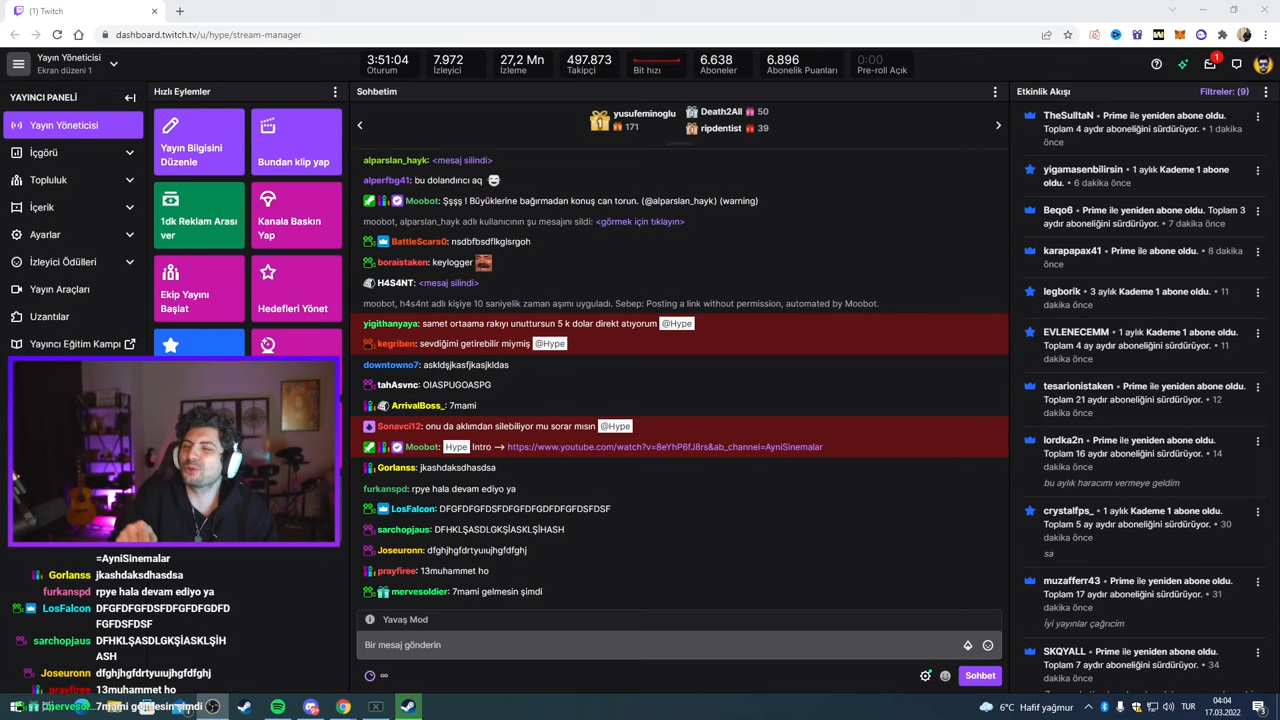 (1) Twitch
dashboard.twitch.tv/u/hype/stream-manager
Yayın Yöneticisi
Ekran düzeni 1
3:51:04
Oturum
7.972
İzleyici
27,2 Mn
İzleme
497.873
Takipçi
Bit hızı
6.638
Aboneler
6.896
Abonelik Puanları
0:00
Pre-roll Açık
1
YAYINCI PANELİ
Yayın Yöneticisi
İçgörü
Topluluk
İçerik
Ayarlar
İzleyici Ödülleri
Yayın Araçları
Uzantılar
Yayıncı Eğitim Kampı
Hızlı Eylemler
Yayın Bilgisini
Düzenle
Bundan klip yap
1dk Reklam Arası
ver
Kanala Baskın
Yap
Ekip Yayını
Başlat
Hedefleri Yönet
Sohbetim
1
yusufeminoglu
171
Death2All 50
ripdentist 39
alparslan_hayk: <mesaj silindi>
alperfbg41: bu dolandırıcı aq
Moobot: Şşşş ! Büyüklerine bağırmadan konuş can torun. (@alparslan_hayk) (warning)
moobot, alparslan_hayk adlı kullanıcının şu mesajını sildi: <görmek için tıklayın>
BattleScars0: nsdbfbsdflkglsrgoh
boraistaken: keylogger
H4S4NT: <mesaj silindi>
moobot, h4s4nt adlı kişiye 10 saniyelik zaman aşımı uyguladı. Sebep: Posting a link without permission, automated by Moobot.
yigithanyaya: samet ortaama rakıyı unuttursun 5 k dolar direkt atıyorum @Hype
kegriben: sevdiğimi getirebilir miymiş @Hype
downtowno7: askldsjkasfjkasjkldas
tahAsvnc: OIASPUGOASPG
ArrivalBoss_: 7mami
Sonavci12: onu da aklımdan silebiliyor mu sorar mısın @Hype
Moobot: Hype Intro --> https://www.youtube.com/watch?v=8eYhP6fJ8rs&ab_channel=AyniSinemalar
Gorlanss: jkashdaksdhasdsa
furkanspd: rpye hala devam ediyo ya
LosFalcon: DFGFDFGFDSFDFGFDFGDFDFGFDSFDSF
sarchopjaus: DFHKLŞASDLGKŞİASKLŞİHASH
Joseuronn: dfghjhgfdrtyuıujhgfdfghj
prayfiree: 13muhammet ho
mervesoldier: 7mami gelmesin şimdi
Yavaş Mod
Bir mesaj gönderin
∞
Sohbet
Etkinlik Akışı
Filtreler: (9)
TheSulltaN • Prime ile yeniden abone oldu.
Toplam 4 aydır aboneliğini sürdürüyor. • 1 dakika
önce
yigamasenbilirsin • 1 aylık Kademe 1 abone
oldu. • 6 dakika önce
Beqo6 • Prime ile yeniden abone oldu. Toplam 3
aydır aboneliğini sürdürüyor. • 7 dakika önce
karapapax41 • Prime ile abone oldu. • 8 dakika
önce
legborik • 3 aylık Kademe 1 abone oldu. • 11
dakika önce
EVLENECEMM • 1 aylık Kademe 1 abone oldu.
Toplam 4 ay aydır aboneliğini sürdürüyor. • 11
dakika önce
tesarionistaken • Prime ile yeniden abone oldu.
Toplam 21 aydır aboneliğini sürdürüyor. • 12
dakika önce
lordka2n • Prime ile yeniden abone oldu.
Toplam 16 aydır aboneliğini sürdürüyor. • 14
dakika önce
bu aylık haracımı vermeye geldim
crystalfps_ • 1 aylık Kademe 1 abone oldu.
Toplam 5 ay aydır aboneliğini sürdürüyor. • 30
dakika önce
sa
muzafferr43 • Prime ile yeniden abone oldu.
Toplam 17 aydır aboneliğini sürdürüyor. • 31
dakika önce
İyi yayınlar çağrıcim
SKQYALL • Prime ile yeniden abone oldu.
Toplam 7 aydır aboneliğini sürdürüyor. • 34
=AyniSinemalar
Gorlanss jkashdaksdhasdsa
furkanspd rpye hala devam ediyo ya
LosFalcon DFGFDFGFDSFDFGFDFGDFD
FGFDSFDSF
sarchopjaus DFHKLŞASDLGKŞİASKLŞİH
ASH
Joseuronn dfghjhgfdrtyuıujhgfdfghj
prayfiree 13muhammet ho
mervesol...7mami gelmesin şimdi
6°C Hafif yağmur
TUR
04:04
17.03.2022
3